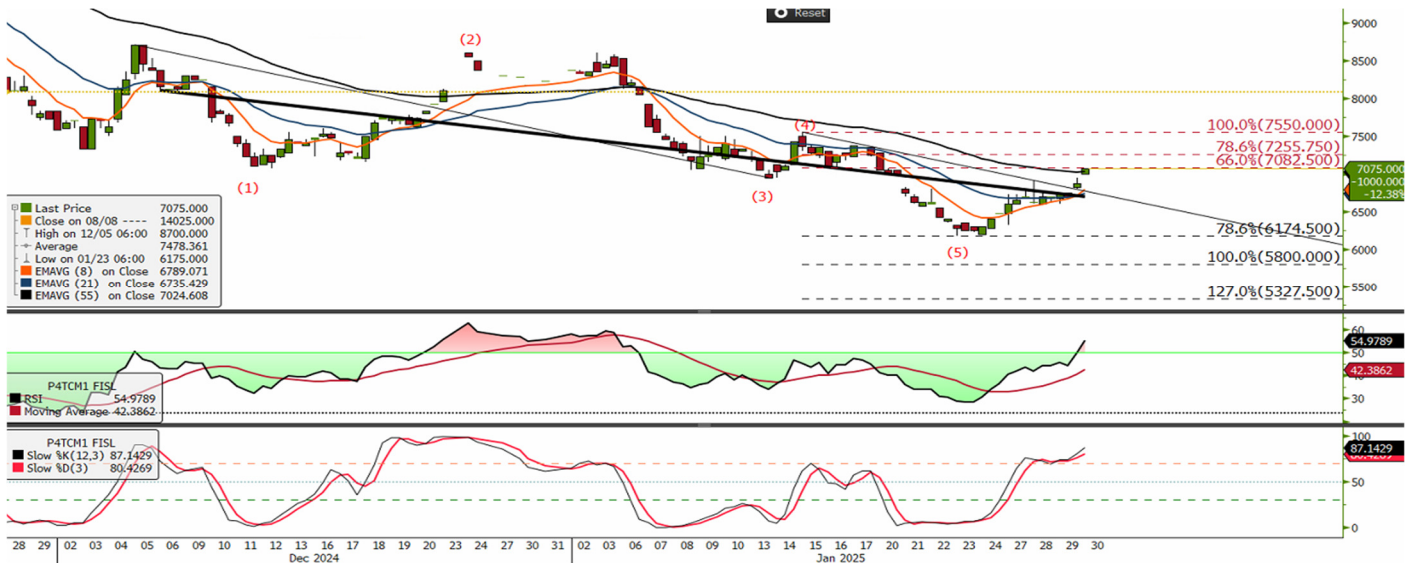 Reset
9000
8500
8000
7500
7000
6500
6000
5500
(1)
(2)
(3)
(4)
(5)
100.0%(7550.000)
78.6%(7255.750)
66.0%(7082.500)
78.6%(6174.500)
100.0%(5800.000)
127.0%(5327.500)
7075.000
-1000.000
-12.38%
Last Price 7075.000
Close on 08/08 ---- 14025.000
High on 12/05 06:00 8700.000
Average 7478.361
Low on 01/23 06:00 6175.000
EMAVG (8) on Close 6789.071
EMAVG (21) on Close 6735.429
EMAVG (55) on Close 7024.608
P4TCM1 FISL
RSI 54.9789
Moving Average 42.3862
60
54.9789
50
42.3862
30
P4TCM1 FISL
Slow %K(12,3) 87.1429
Slow %D(3) 80.4269
100
87.1429
50
0
28 29 02 03 04 05 06 09 10 11 12 13 16 17 18 19 20 23 24 27 30 31 02 03 06 07 08 09 10 13 14 15 16 17 20 21 22 23 24 27 28 29 30
Dec 2024 Jan 2025